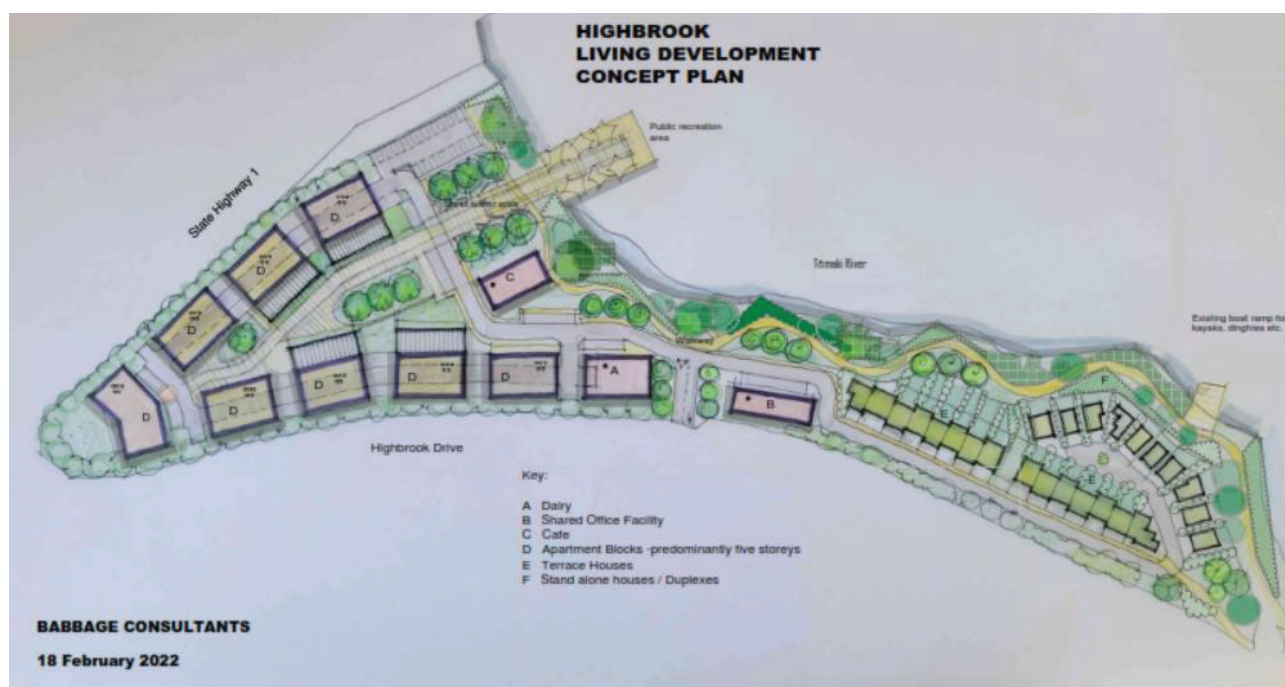 HIGHBROOK
LIVING DEVELOPMENT
CONCEPT PLAN
Public recreation
area
State Highway 1
D
D
D
D
D
D
D
D
C
A
B
Tāmaki River
Walkway
Existing boat ramp for
kayaks, dinghies etc.
F
E
E
Highbrook Drive
Key:
A Dairy
B Shared Office Facility
C Cafe
D Apartment Blocks -predominantly five storeys
E Terrace Houses
F Stand alone houses / Duplexes
BABBAGE CONSULTANTS
18 February 2022